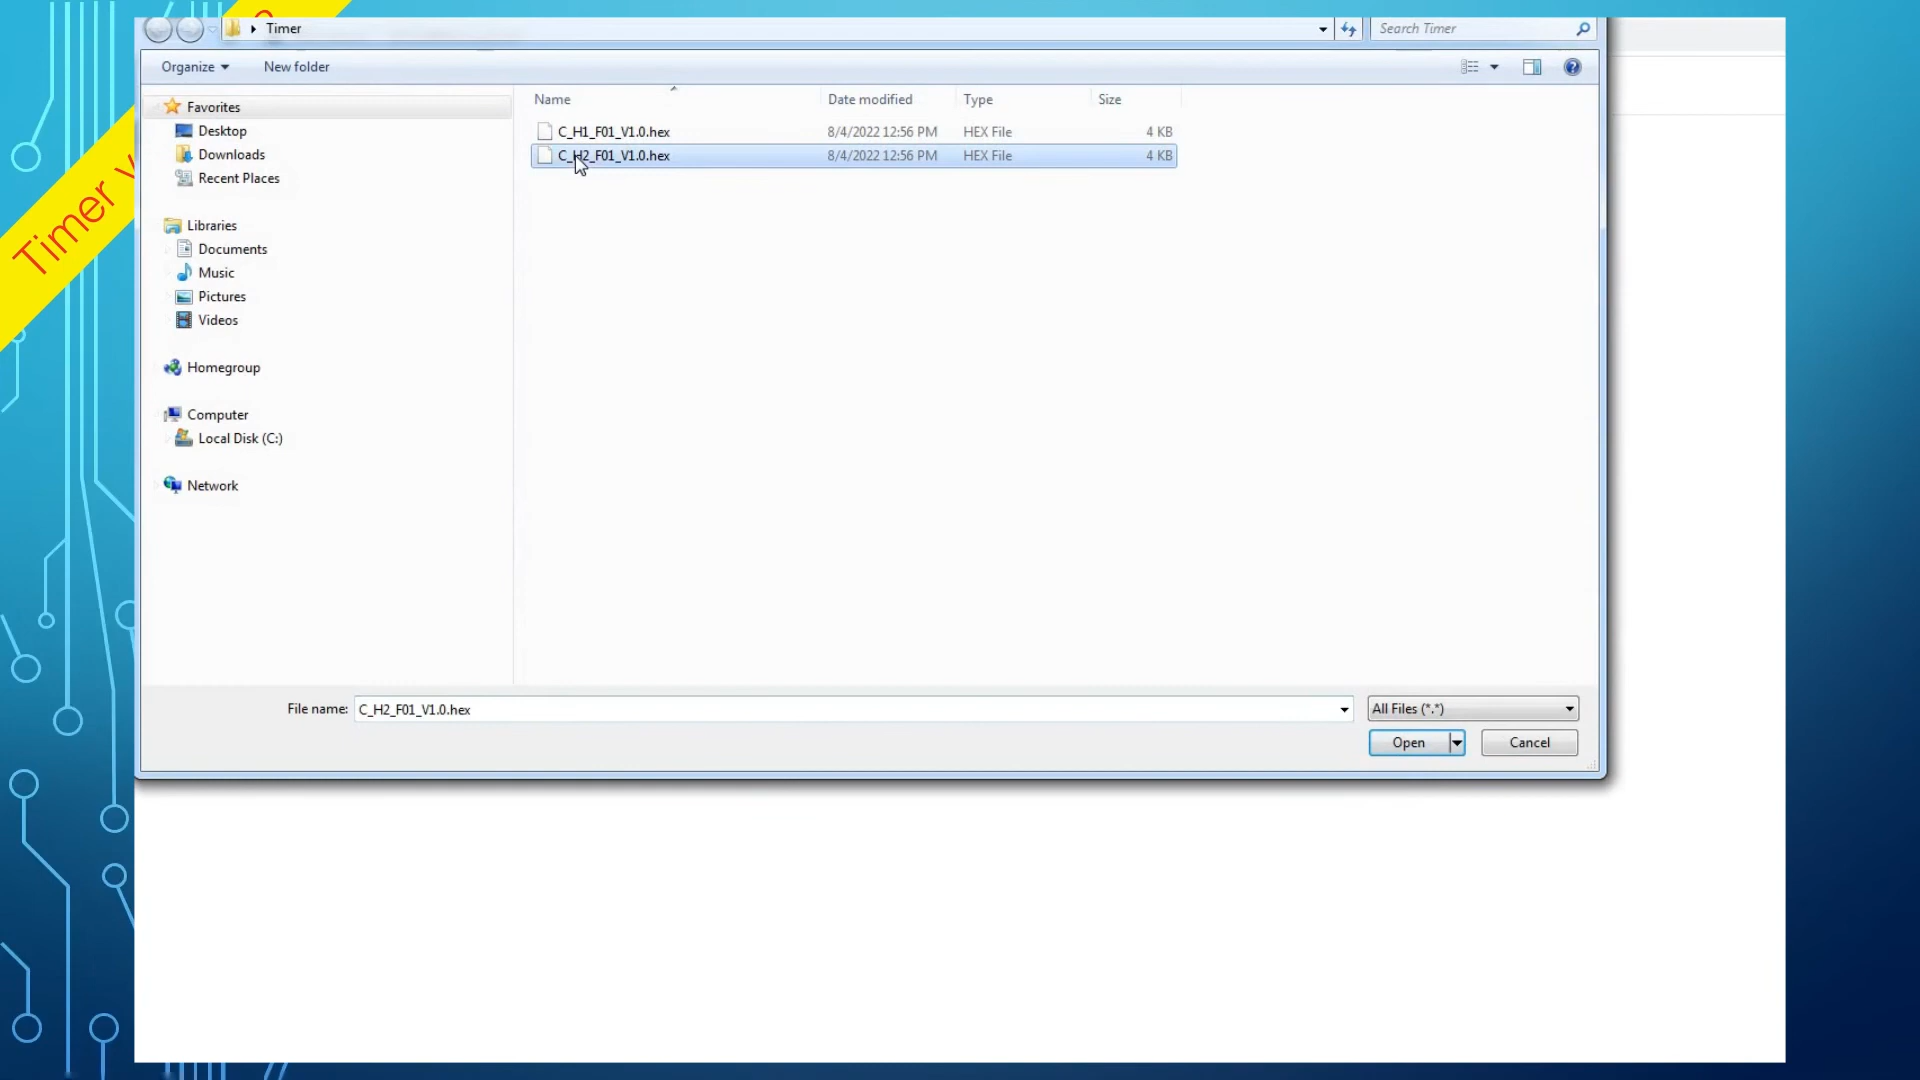 Timer
Search Timer
Organize
New folder
Favorites
Desktop
Downloads
Recent Places
Libraries
Documents
Music
Pictures
Videos
Homegroup
Computer
Local Disk (C:)
Network
Name Date modified Type Size
C_H1_F01_V1.0.hex 8/4/2022 12:56 PM HEX File 4 KB
C_H2_F01_V1.0.hex 8/4/2022 12:56 PM HEX File 4 KB
File name: C_H2_F01_V1.0.hex All Files (*.*)
Open Cancel
Timer